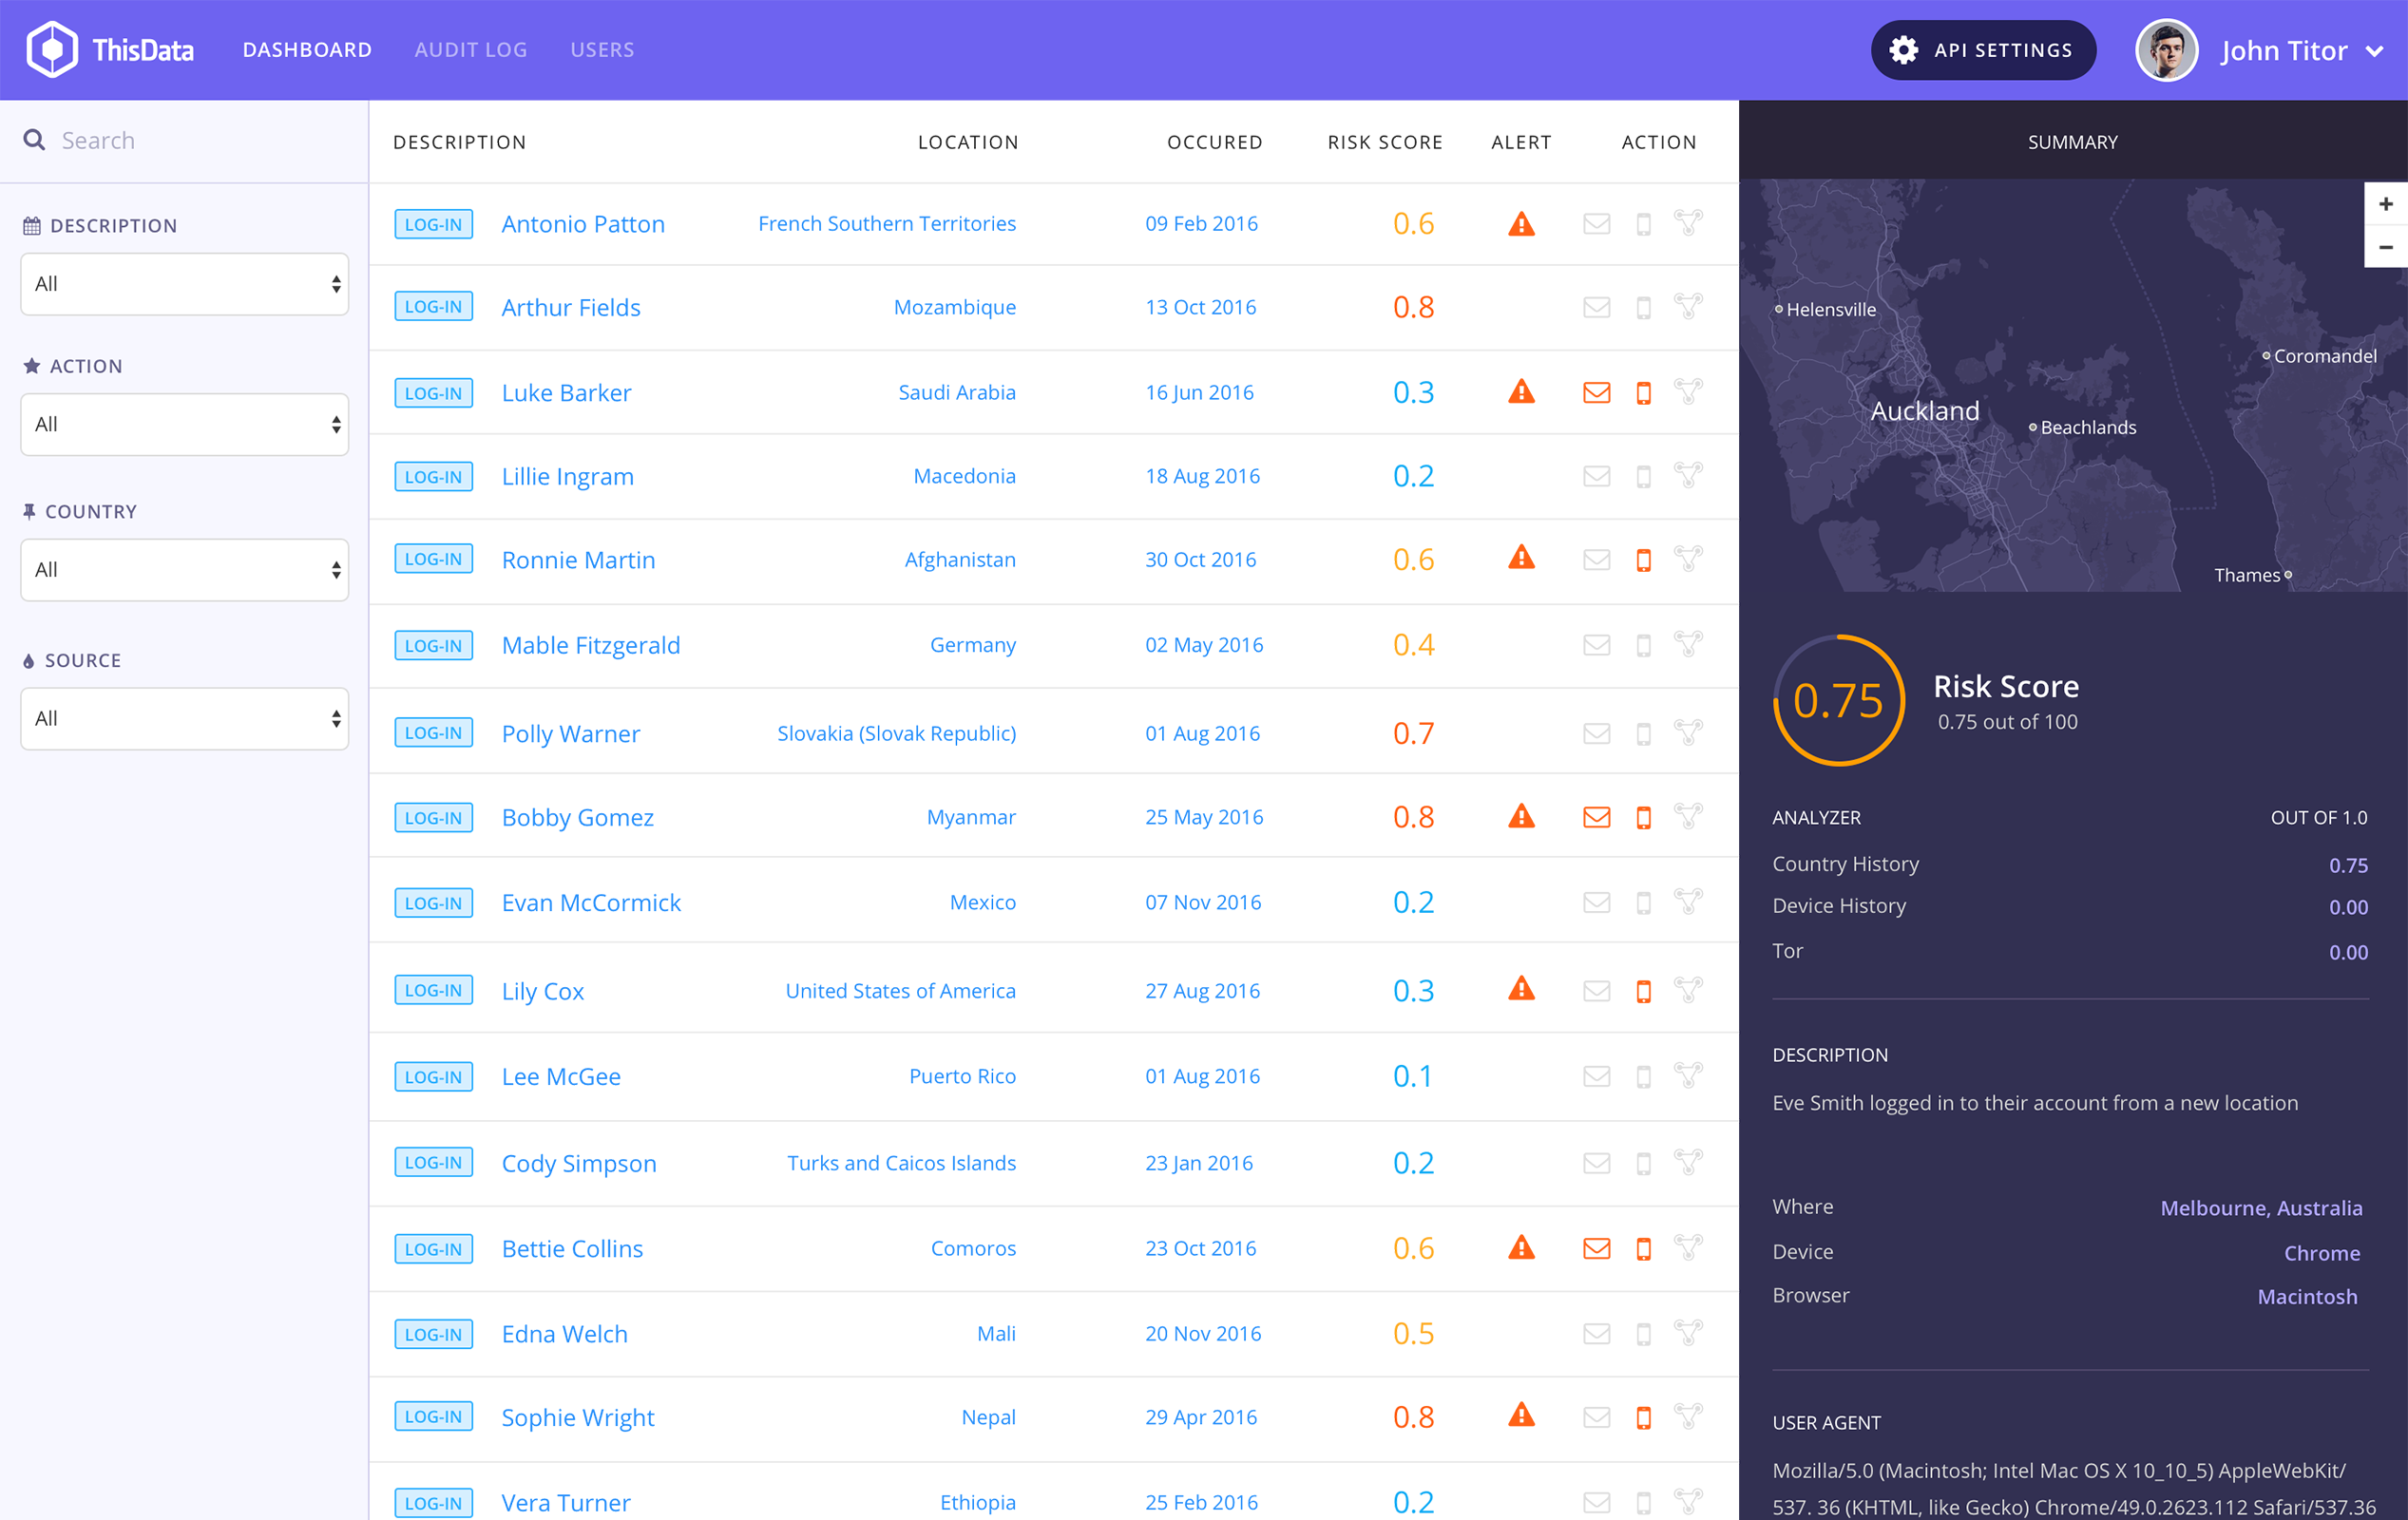 ThisData DASHBOARD AUDIT LOG USERS API SETTINGS John Titor
Search
DESCRIPTION
All
ACTION
All
COUNTRY
All
SOURCE
All
DESCRIPTION LOCATION OCCURED RISK SCORE ALERT ACTION
LOG-IN Antonio Patton French Southern Territories 09 Feb 2016 0.6
LOG-IN Arthur Fields Mozambique 13 Oct 2016 0.8
LOG-IN Luke Barker Saudi Arabia 16 Jun 2016 0.3
LOG-IN Lillie Ingram Macedonia 18 Aug 2016 0.2
LOG-IN Ronnie Martin Afghanistan 30 Oct 2016 0.6
LOG-IN Mable Fitzgerald Germany 02 May 2016 0.4
LOG-IN Polly Warner Slovakia (Slovak Republic) 01 Aug 2016 0.7
LOG-IN Bobby Gomez Myanmar 25 May 2016 0.8
LOG-IN Evan McCormick Mexico 07 Nov 2016 0.2
LOG-IN Lily Cox United States of America 27 Aug 2016 0.3
LOG-IN Lee McGee Puerto Rico 01 Aug 2016 0.1
LOG-IN Cody Simpson Turks and Caicos Islands 23 Jan 2016 0.2
LOG-IN Bettie Collins Comoros 23 Oct 2016 0.6
LOG-IN Edna Welch Mali 20 Nov 2016 0.5
LOG-IN Sophie Wright Nepal 29 Apr 2016 0.8
LOG-IN Vera Turner Ethiopia 25 Feb 2016 0.2
SUMMARY
+
−
Helensville
Coromandel
Auckland
Beachlands
Thames
0.75
Risk Score
0.75 out of 100
ANALYZER OUT OF 1.0
Country History 0.75
Device History 0.00
Tor 0.00
DESCRIPTION
Eve Smith logged in to their account from a new location
Where Melbourne, Australia
Device Chrome
Browser Macintosh
USER AGENT
Mozilla/5.0 (Macintosh; Intel Mac OS X 10_10_5) AppleWebKit/
537. 36 (KHTML, like Gecko) Chrome/49.0.2623.112 Safari/537.36